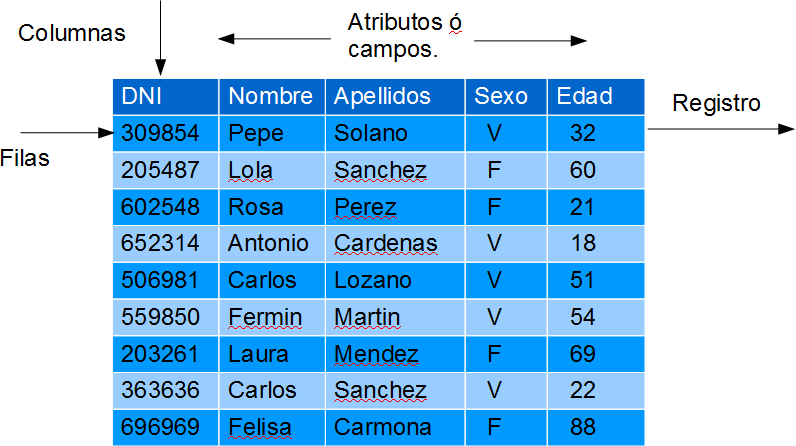 Columnas
Atributos ó
campos.
Registro
Filas
DNI Nombre Apellidos Sexo Edad
309854 Pepe Solano V 32
205487 Lola Sanchez F 60
602548 Rosa Perez F 21
652314 Antonio Cardenas V 18
506981 Carlos Lozano V 51
559850 Fermin Martin V 54
203261 Laura Mendez F 69
363636 Carlos Sanchez V 22
696969 Felisa Carmona F 88